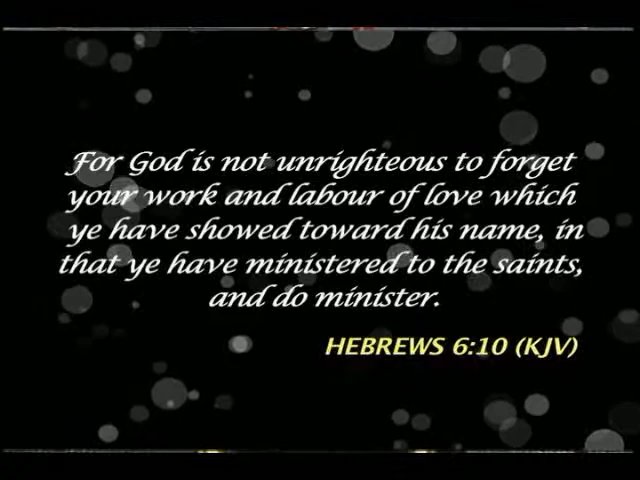 For God is not unrighteous to forget
your work and labour of love which
ye have showed toward his name, in
that ye have ministered to the saints,
and do minister.
HEBREWS 6:10 (KJV)